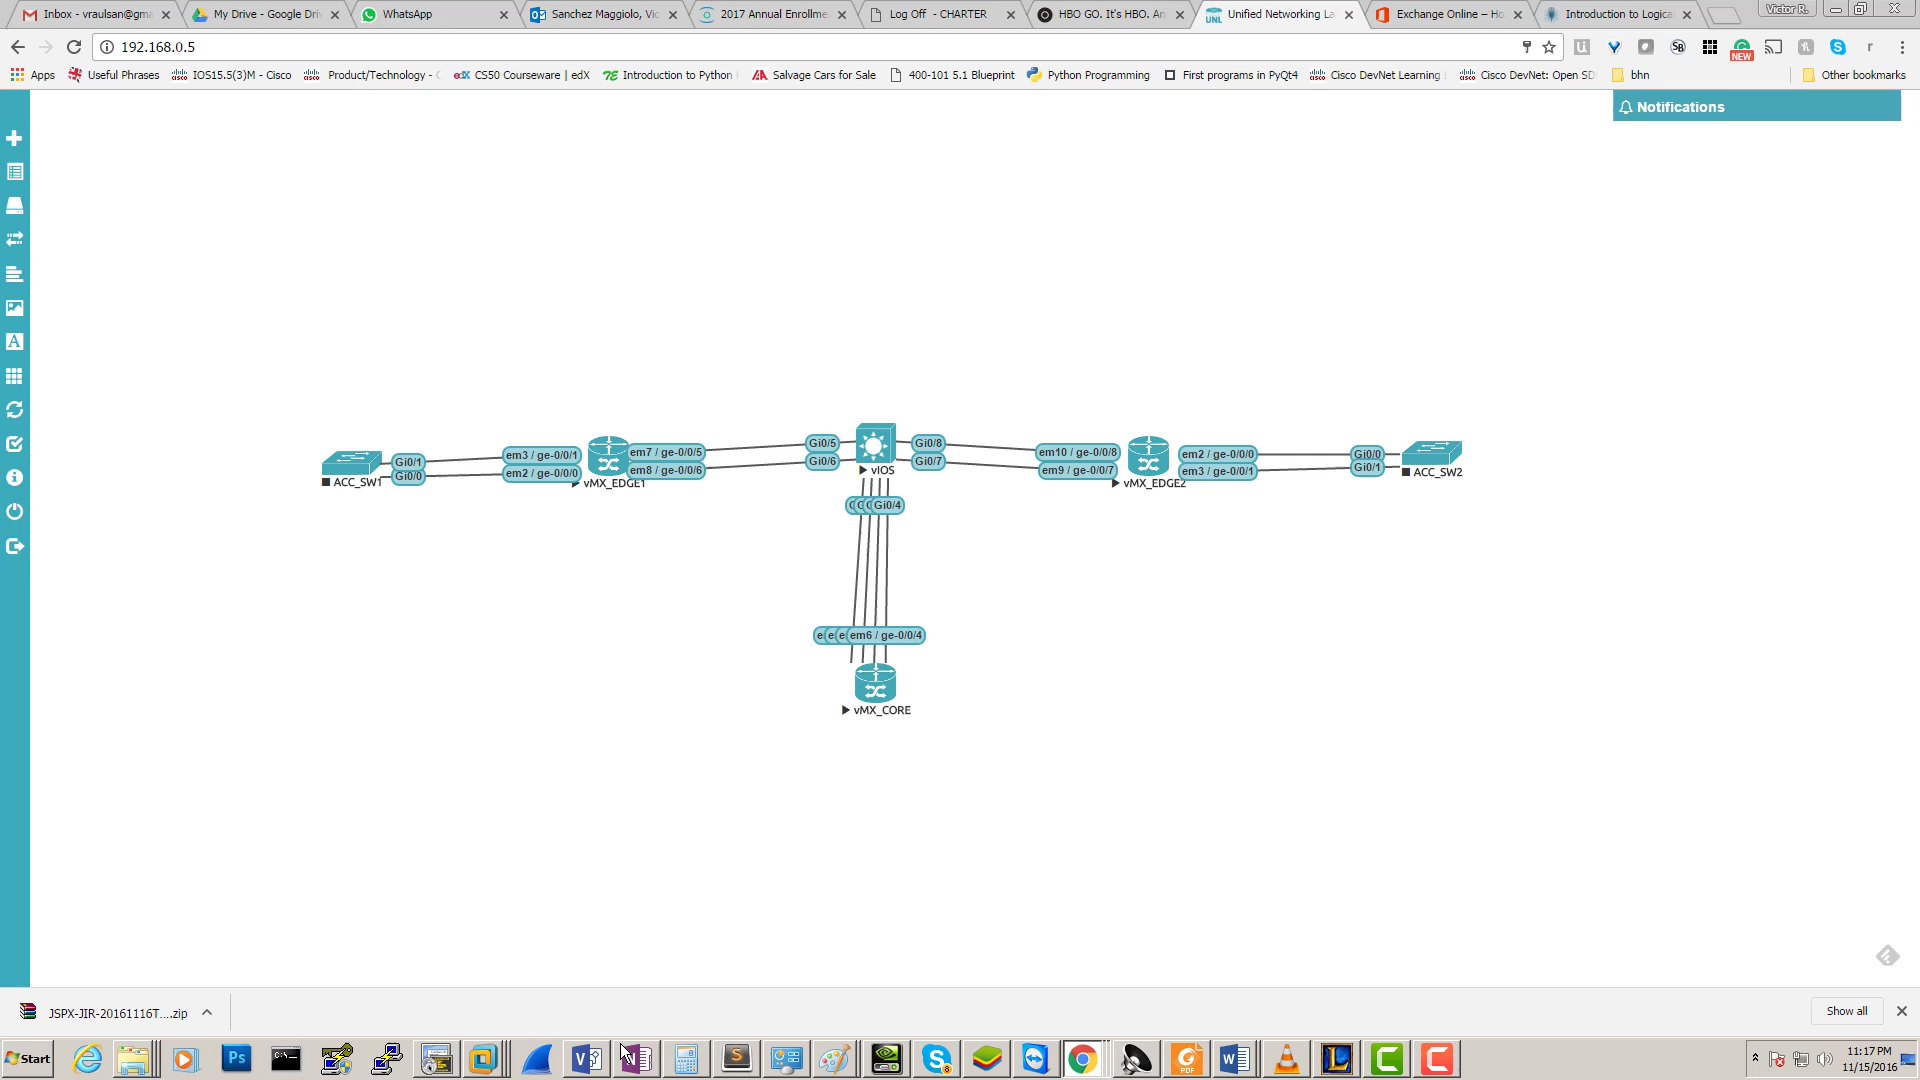 Inbox - vraulsan@gma
My Drive - Google Driv
WhatsApp
Sanchez Maggiolo, Vic
2017 Annual Enrollme
Log Off - CHARTER
HBO GO. It's HBO. An
UNL
Unified Networking La
Exchange Online – Ho
Introduction to Logica
Victor R.
192.168.0.5
NEW
Apps
Useful Phrases
IOS15.5(3)M - Cisco
Product/Technology - C
edX
CS50 Courseware | edX
Introduction to Python
Salvage Cars for Sale
400-101 5.1 Blueprint
Python Programming
First programs in PyQt4
Cisco DevNet Learning
Cisco DevNet: Open SD
bhn
Other bookmarks
Notifications
Gi0/5
Gi0/8
em7 / ge-0/0/5
em10 / ge-0/0/8
em3 / ge-0/0/1
em2 / ge-0/0/0
Gi0/0
Gi0/1
Gi0/6
Gi0/7
em8 / ge-0/0/6
em9 / ge-0/0/7
em2 / ge-0/0/0
em3 / ge-0/0/1
Gi0/0
Gi0/1
vIOS
ACC_SW1
vMX_EDGE1
vMX_EDGE2
ACC_SW2
Gi0/4
em6 / ge-0/0/4
vMX_CORE
JSPX-JIR-20161116T....zip
Show all
Start
Ps
PDF
11:17 PM
11/15/2016